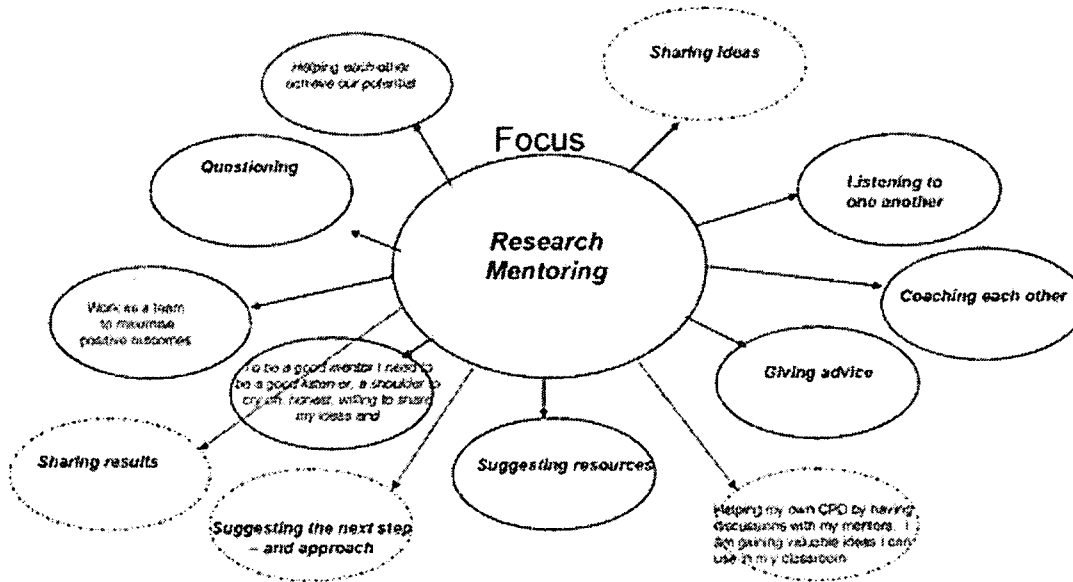 Sharing ideas
Helping each other
achieve our potential
Focus
Questioning
Listening to
one another
Research
Mentoring
Coaching each other
Work as a team
to maximise
positive outcomes
To be a good mentor I need to
be a good listener, a shoulder to
cry on, honest, willing to share
my ideas and
Giving advice
Sharing results
Suggesting resources
Suggesting the next step
– and approach
Helping my own CPD by having
discussions with my mentors. I
am gaining valuable ideas I can
use in my classroom